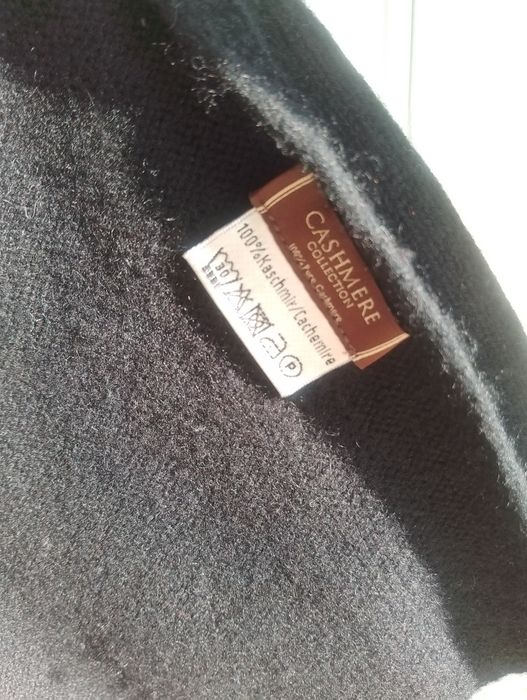 CASHMERE
COLLECTION
100% Pure Cashmere
100%Kaschmir/Cachemire
P